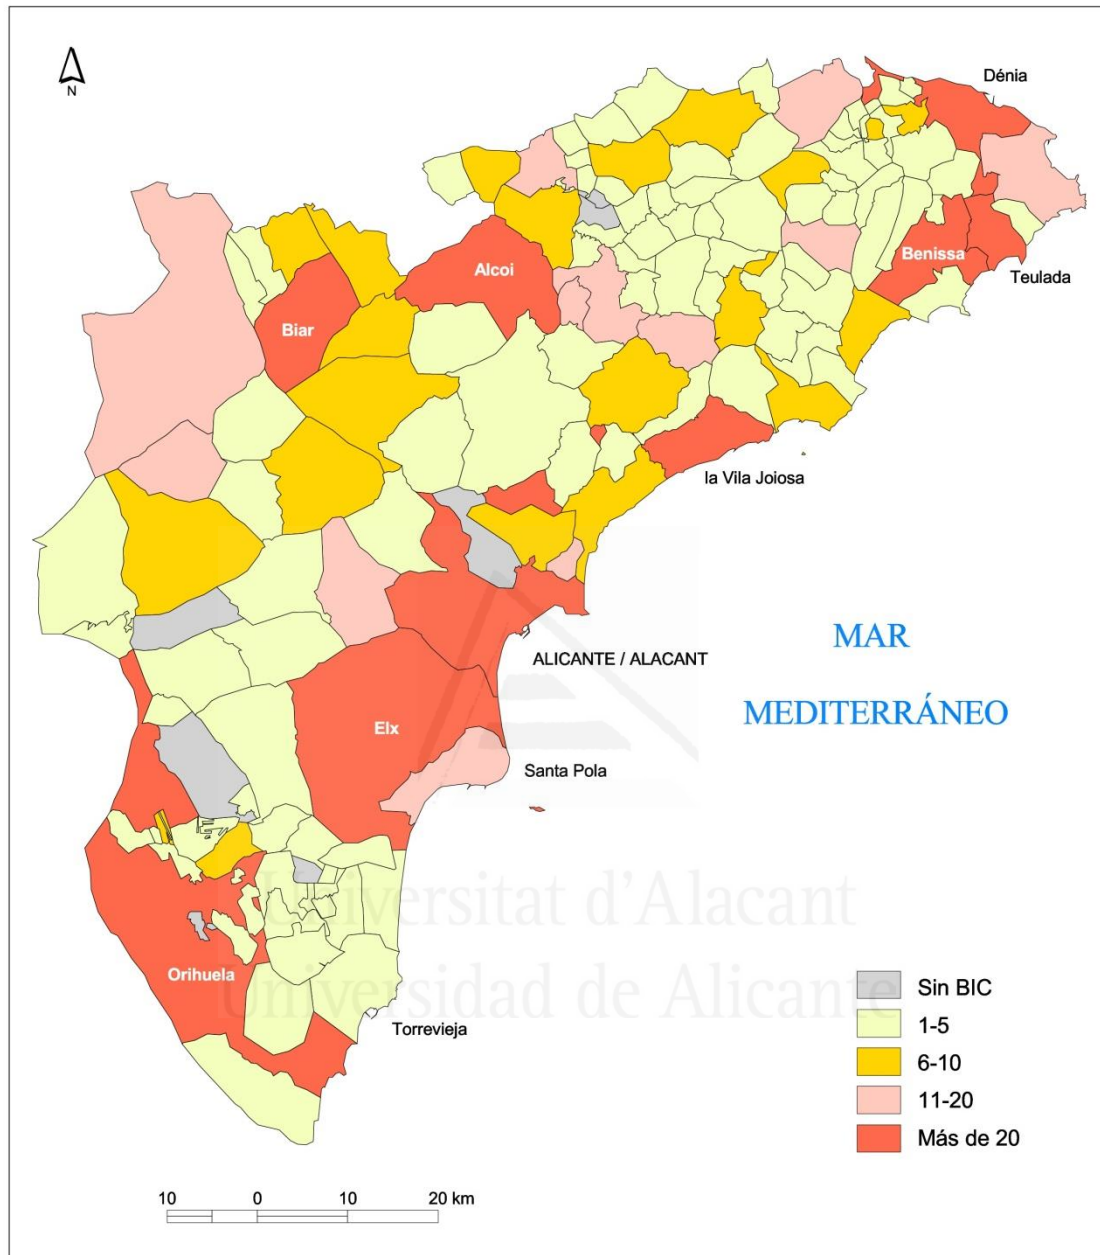 N
Dénia
Benissa
Alcoi
Teulada
Biar
la Vila Joiosa
MAR
ALICANTE / ALACANT
MEDITERRÁNEO
Elx
Santa Pola
Universitat d'Alacant
Orihuela
Universidad de Alicante
Sin BIC
1-5
Torrevieja
6-10
11-20
Más de 20
10 0 10 20 km